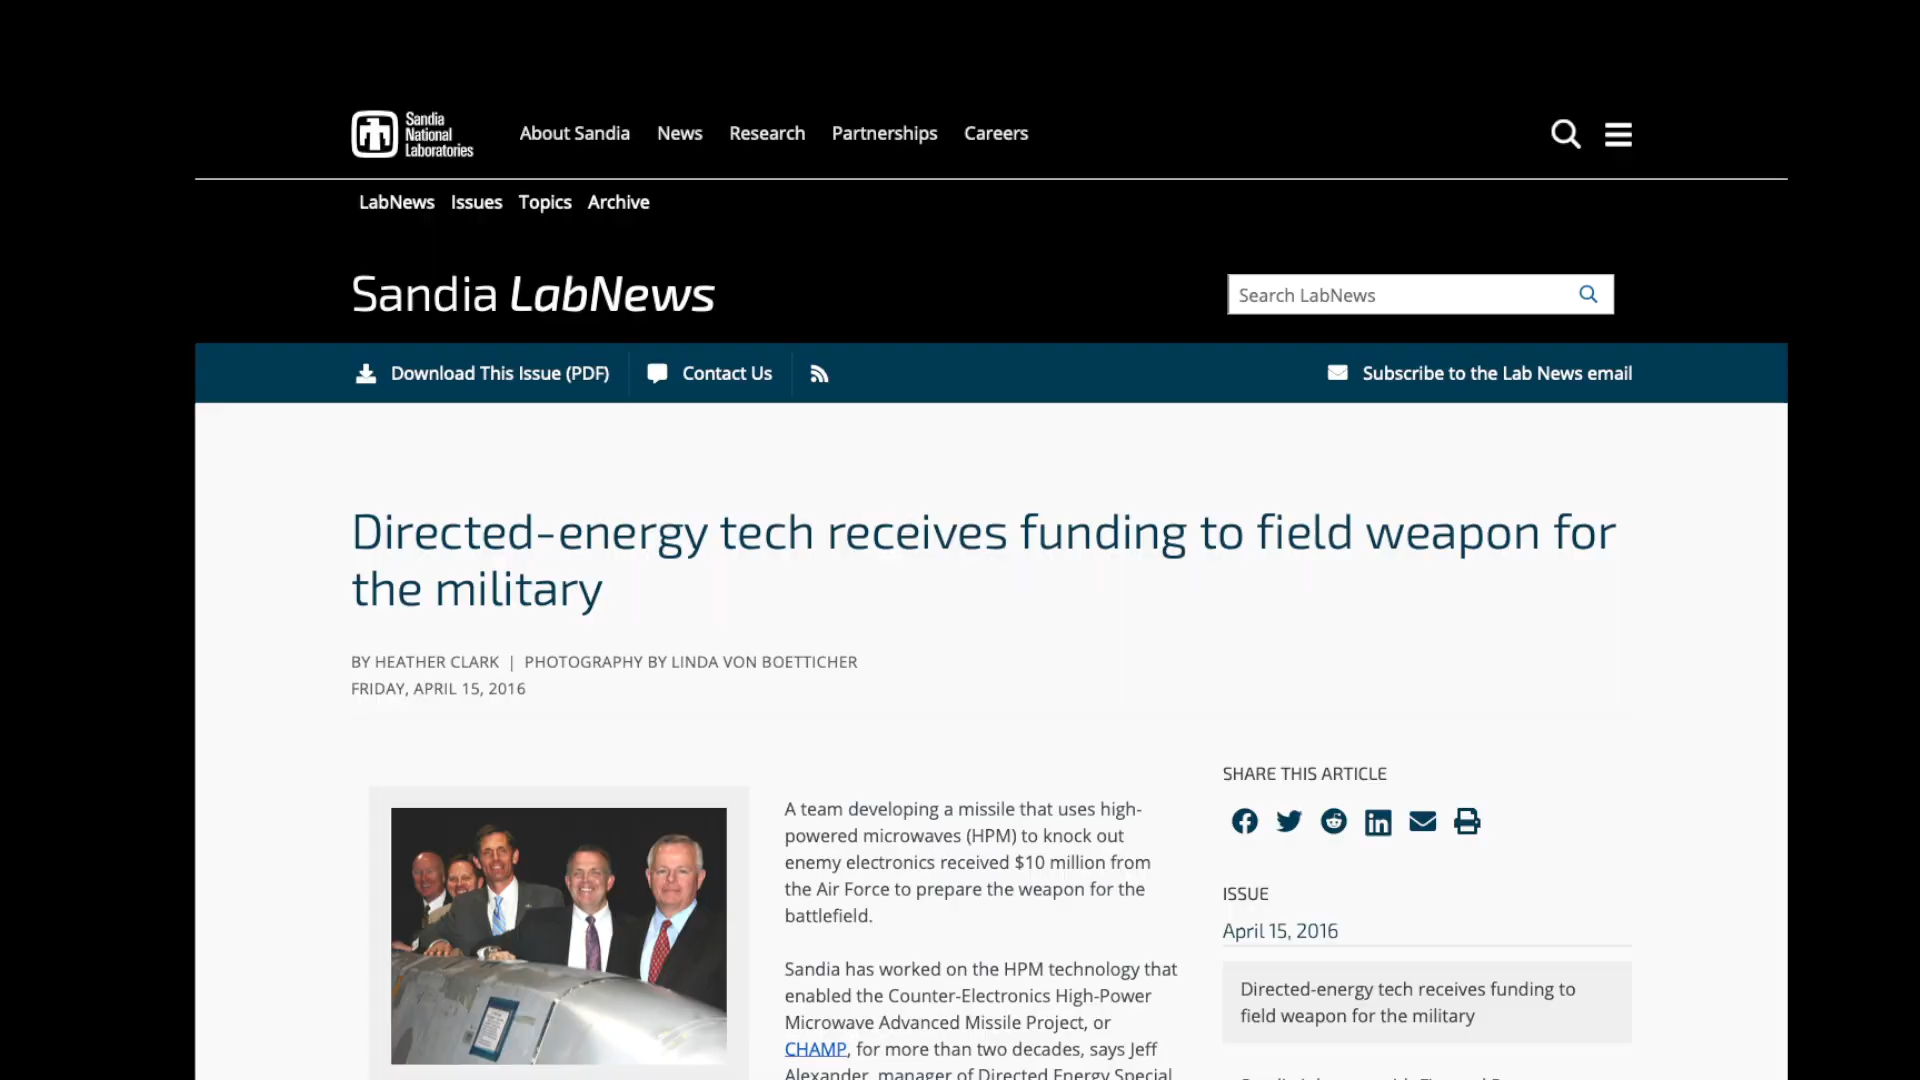 Sandia
National
Laboratories
About Sandia News Research Partnerships Careers
LabNews Issues Topics Archive
Sandia LabNews
Search LabNews
Download This Issue (PDF) Contact Us
Subscribe to the Lab News email
Directed-energy tech receives funding to field weapon for
the military
BY HEATHER CLARK | PHOTOGRAPHY BY LINDA VON BOETTICHER
FRIDAY, APRIL 15, 2016
A team developing a missile that uses high-
powered microwaves (HPM) to knock out
enemy electronics received $10 million from
the Air Force to prepare the weapon for the
battlefield.
Sandia has worked on the HPM technology that
enabled the Counter-Electronics High-Power
Microwave Advanced Missile Project, or
CHAMP, for more than two decades, says Jeff
Alexander, manager of Directed Energy Special
SHARE THIS ARTICLE
ISSUE
April 15, 2016
Directed-energy tech receives funding to
field weapon for the military